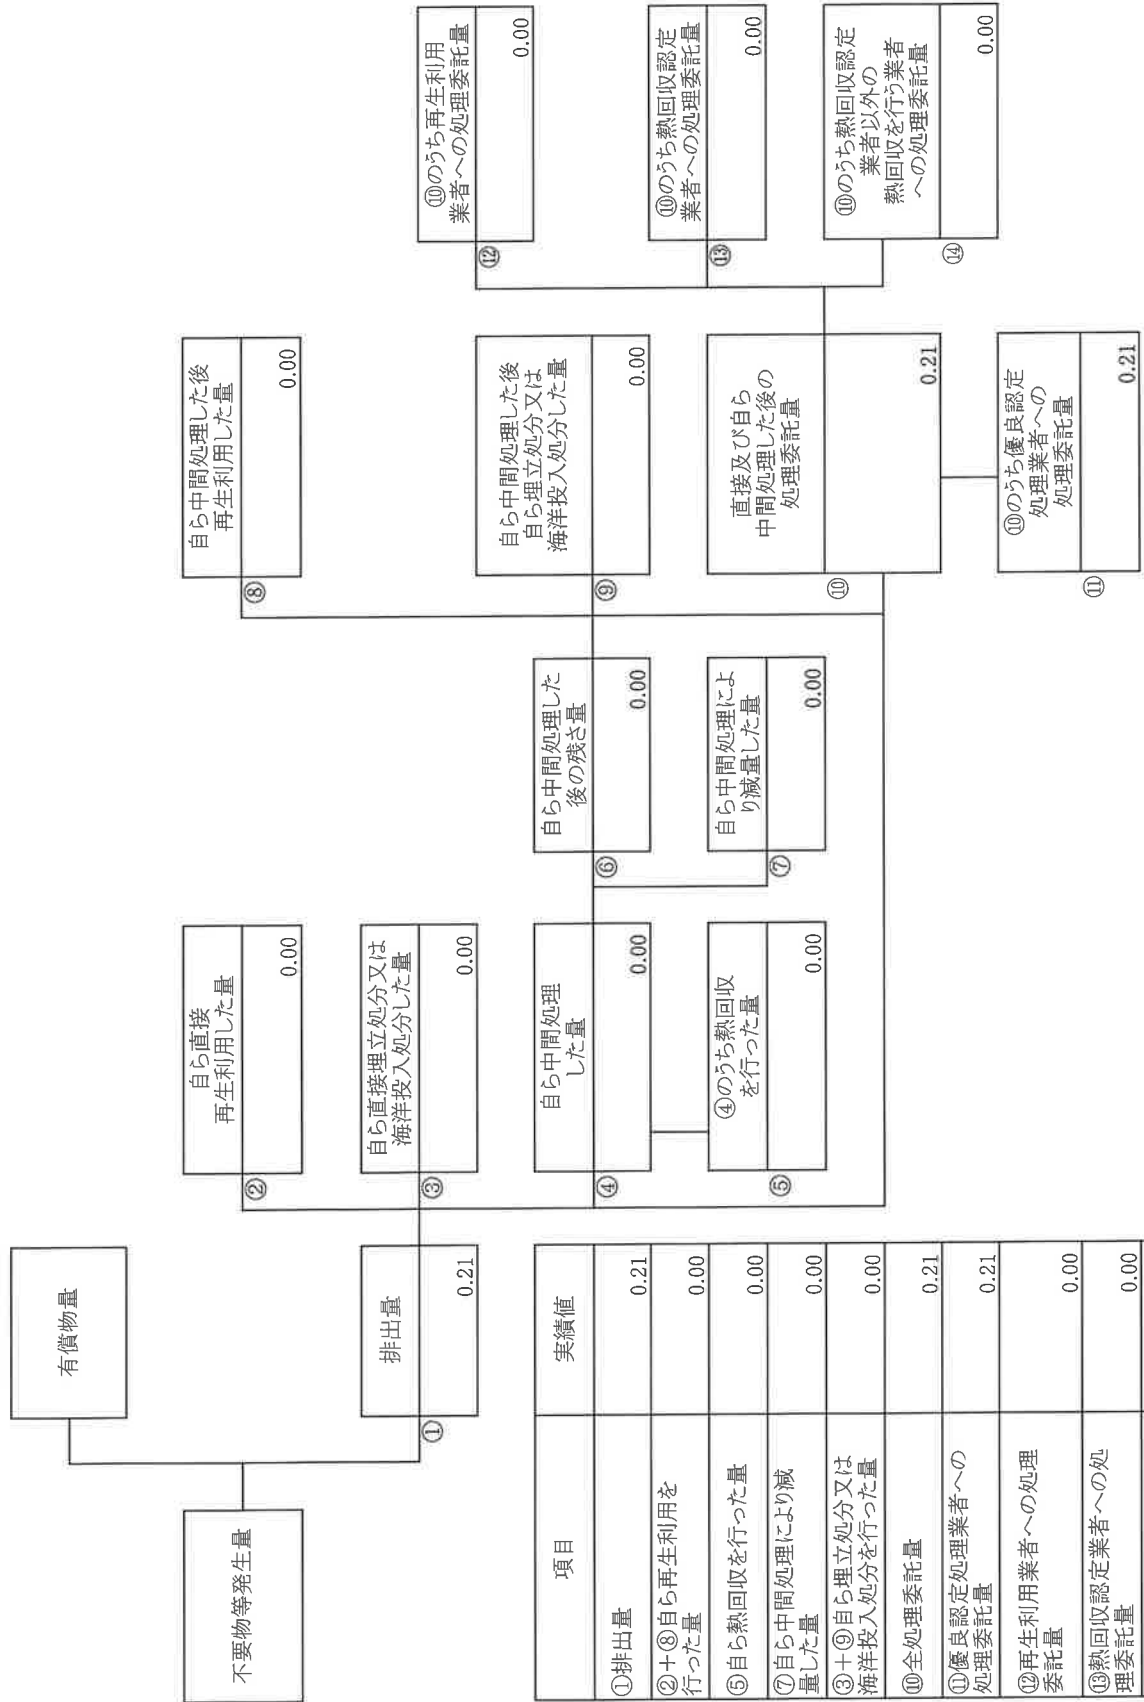 不要物等発生量
有償物量
排出量
①
0.21
自ら直接
再生利用した量
②
0.00
自ら直接埋立処分又は
海洋投入処分した量
③
0.00
自ら中間処理
した量
④
0.00
④のうち熱回収
を行った量
⑤
0.00
自ら中間処理した
後の残さ量
⑥
0.00
自ら中間処理によ
り減量した量
⑦
0.00
自ら中間処理した後
再生利用した量
⑧
0.00
自ら中間処理した後
自ら埋立処分又は
海洋投入処分した量
⑨
0.00
直接及び自ら
中間処理した後の
処理委託量
⑩
0.21
⑩のうち優良認定
処理業者への
処理委託量
⑪
0.21
⑩のうち再生利用
業者への処理委託量
⑫
0.00
⑩のうち熱回収認定
業者への処理委託量
⑬
0.00
⑩のうち熱回収認定
業者以外の
熱回収を行う業者
への処理委託量
⑭
0.00
項目 実績値
①排出量 0.21
②+⑧自ら再生利用を
行った量 0.00
⑤自ら熱回収を行った量 0.00
⑦自ら中間処理により減
量した量 0.00
③+⑨自ら埋立処分又は
海洋投入処分を行った量 0.00
⑩全処理委託量 0.21
⑪優良認定処理業者への
処理委託量 0.21
⑫再生利用業者への処理
委託量 0.00
⑬熱回収認定業者への処
理委託量 0.00